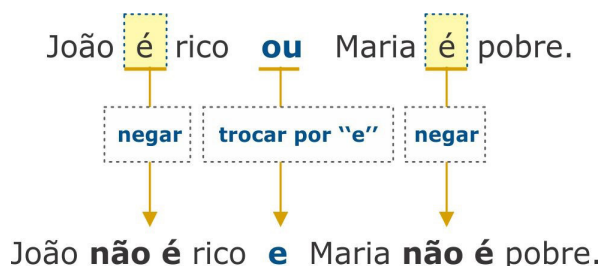 João é rico ou Maria é pobre.
negar trocar por ‘‘e’’ negar
João não é rico e Maria não é pobre.